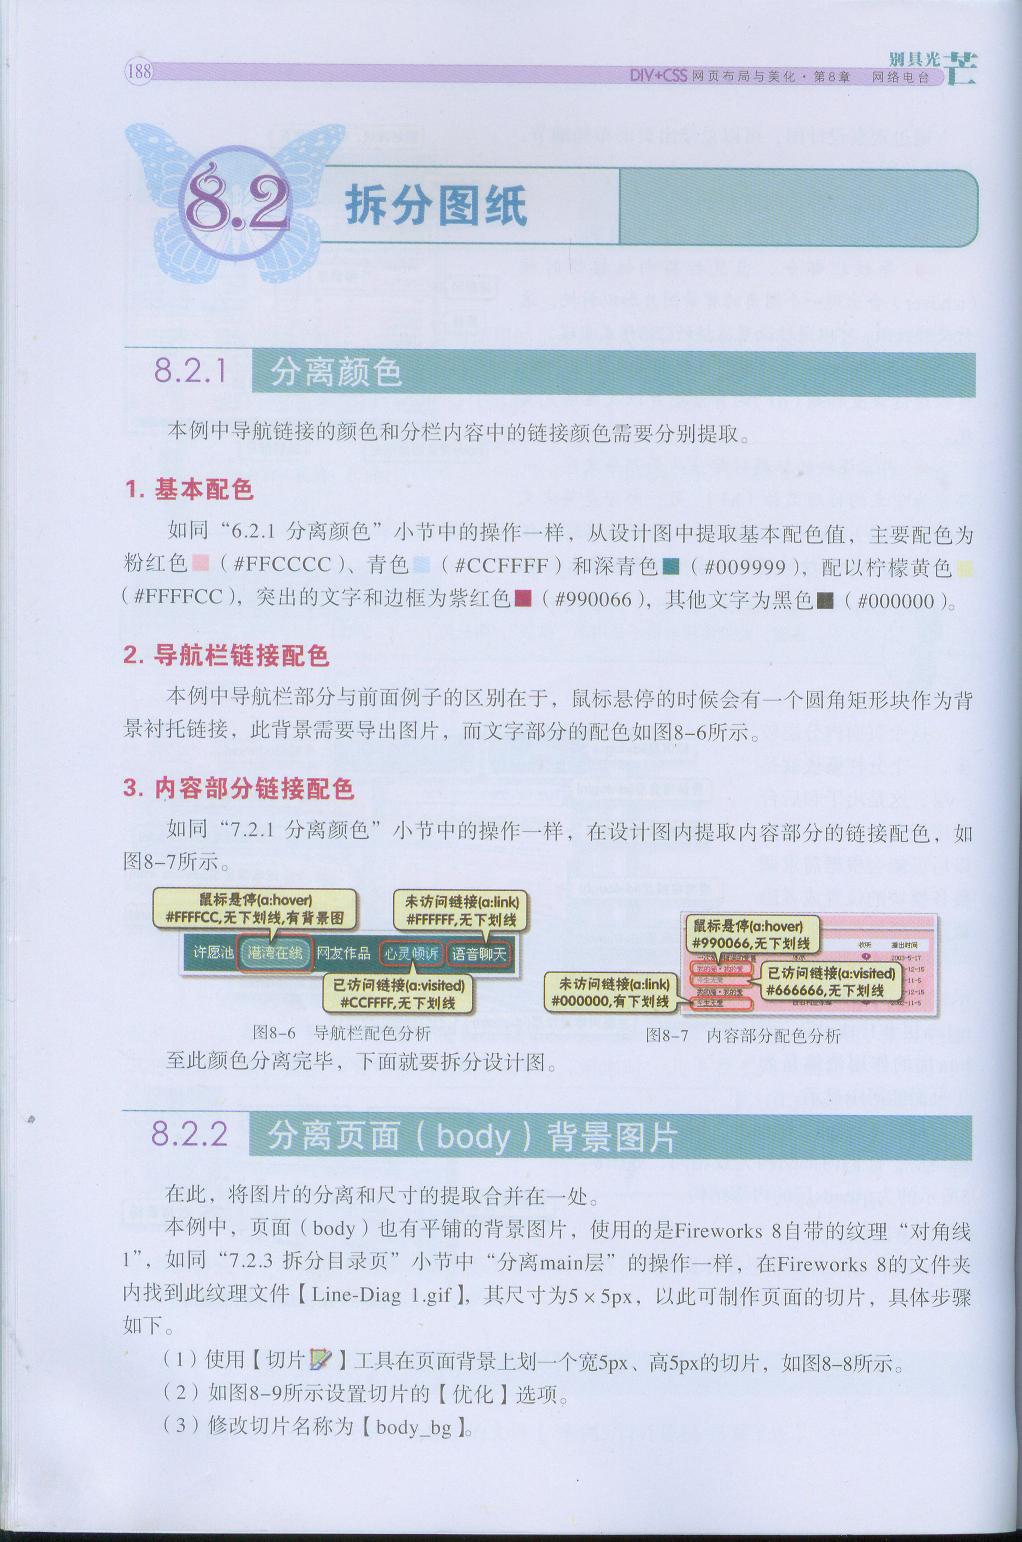 188
别具光芒
DIV+CSS 网页布局与美化·第8章 网络电台
8.2 拆分图纸
8.2.1 分离颜色
本例中导航链接的颜色和分栏内容中的链接颜色需要分别提取。
1. 基本配色
如同“6.2.1 分离颜色”小节中的操作一样，从设计图中提取基本配色值，主要配色为
粉红色（#FFCCCC）、青色（#CCFFFF）和深青色（#009999），配以柠檬黄色
（#FFFFCC），突出的文字和边框为紫红色（#990066），其他文字为黑色（#000000）。
2. 导航栏链接配色
本例中导航栏部分与前面例子的区别在于，鼠标悬停的时候会有一个圆角矩形块作为背
景衬托链接，此背景需要导出图片，而文字部分的配色如图8-6所示。
3. 内容部分链接配色
如同“7.2.1 分离颜色”小节中的操作一样，在设计图内提取内容部分的链接配色，如
图8-7所示。
鼠标是停(a:hover)
#FFFFCC,无下划线,有背景图
未访问链接(a:link)
#FFFFFF,无下划线
许愿池 港湾在线 网友作品 心灵倾诉 语音聊天
已访问链接(a:visited)
#CCFFFF,无下划线
图8-6 导航栏配色分析
鼠标是停(a:hover)
#990066,无下划线
收听 播出时间
2003-5-17
已访问链接(a:visited)
#666666,无下划线
未访问链接(a:link)
#000000,有下划线
图8-7 内容部分配色分析
至此颜色分离完毕，下面就要拆分设计图。
8.2.2 分离页面（body）背景图片
在此，将图片的分离和尺寸的提取合并在一处。
本例中，页面（body）也有平铺的背景图片，使用的是Fireworks 8自带的纹理“对角线
1”，如同“7.2.3 拆分目录页”小节中“分离main层”的操作一样，在Fireworks 8的文件夹
内找到此纹理文件【Line-Diag 1.gif】，其尺寸为5×5px，以此可制作页面的切片，具体步骤
如下。
（1）使用【切片】工具在页面背景上划一个宽5px、高5px的切片，如图8-8所示。
（2）如图8-9所示设置切片的【优化】选项。
（3）修改切片名称为【body_bg】。